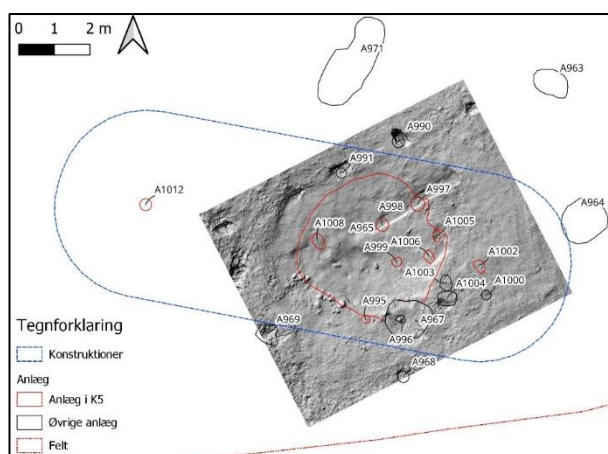 0 1 2 m
A971
A963
A990
A991
A1012
A997
A998
A964
A965
A1005
A1008
A1006
A999
A1002
A1003
A1004
A1000
A995
A967
A969
A996
A968
Tegnforklaring
Konstruktioner
Anlæg
Anlæg i K5
Øvrige anlæg
Felt